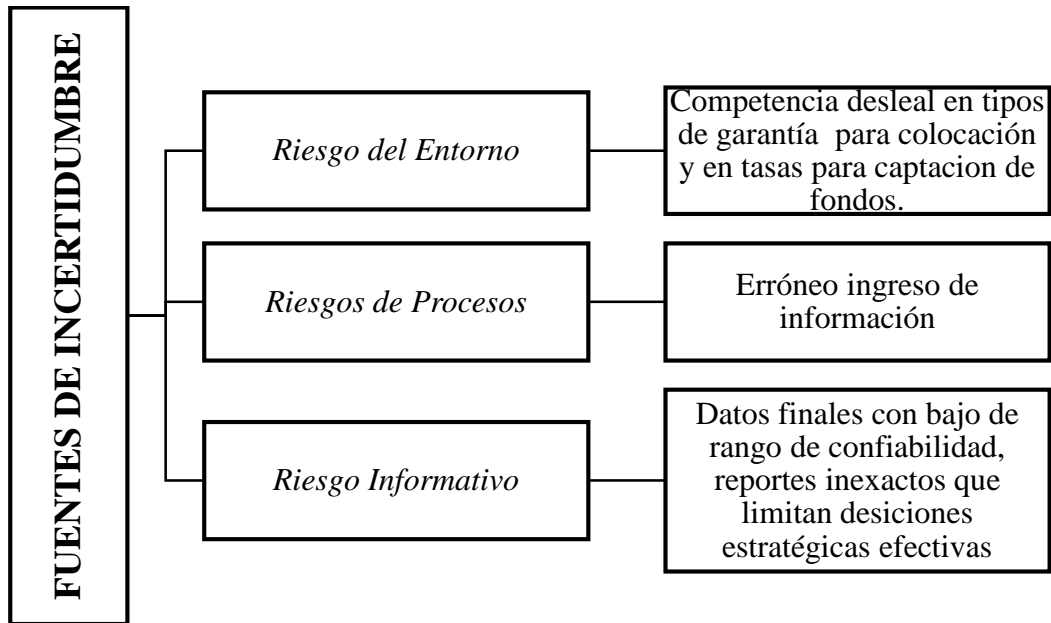 FUENTES DE INCERTIDUMBRE
Riesgo del Entorno
Competencia desleal en tipos
de garantía para colocación
y en tasas para captacion de
fondos.
Riesgos de Procesos
Erróneo ingreso de
información
Riesgo Informativo
Datos finales con bajo de
rango de confiabilidad,
reportes inexactos que
limitan desiciones
estratégicas efectivas